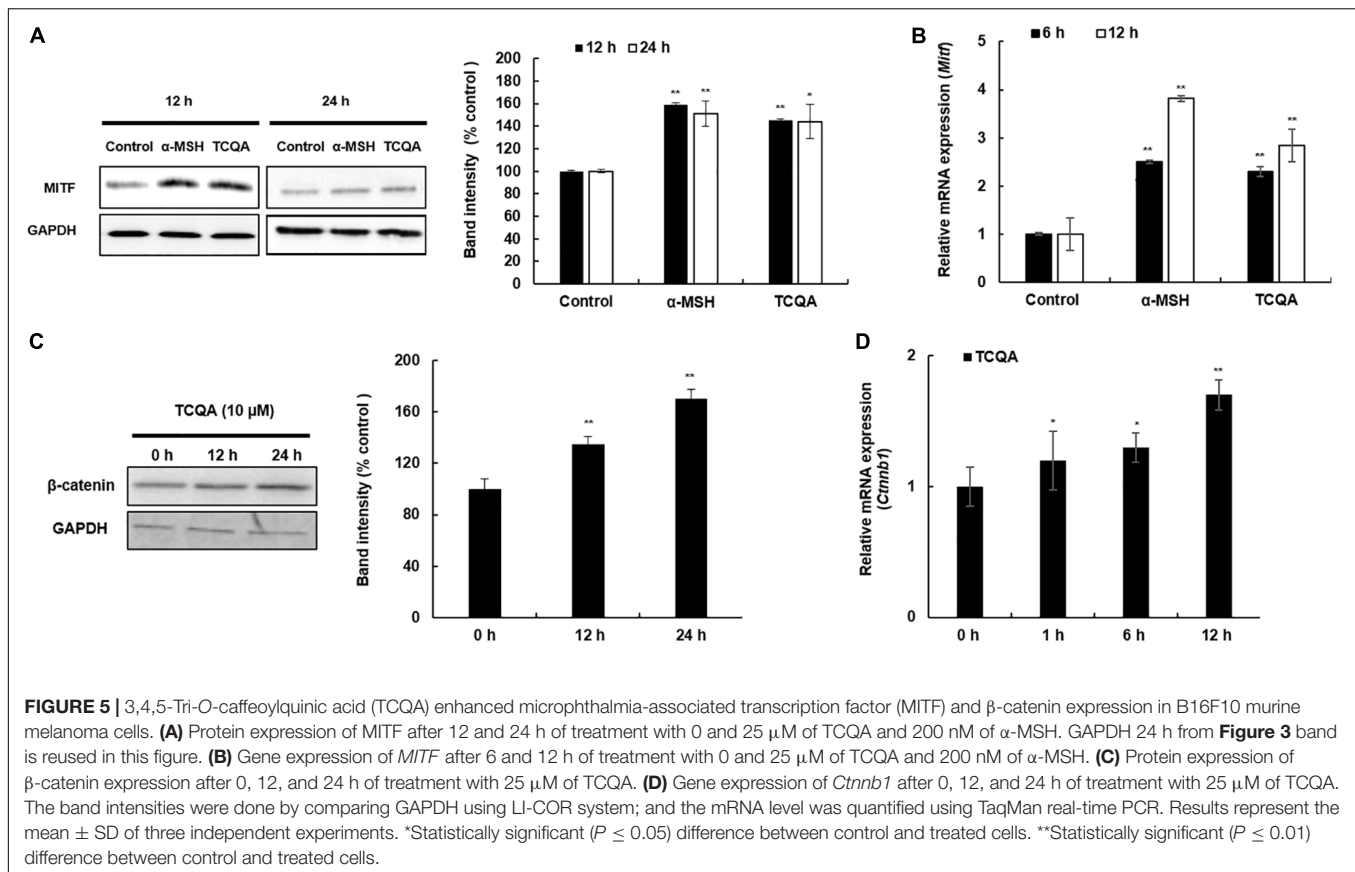 A
12 h
24 h
Control α-MSH TCQA
Control α-MSH TCQA
MITF
GAPDH
12 h 24 h
Band intensity (% control )
200
180
160
140
120
100
80
60
40
20
0
** ** ** *
Control α-MSH TCQA
B
6 h 12 h
Relative mRNA expression (Mitf)
5
4
3
2
1
0
** ** ** **
Control α-MSH TCQA
C
TCQA (10 µM)
0 h 12 h 24 h
β-catenin
GAPDH
Band intensity (% control)
200
160
120
80
40
0
** **
0 h 12 h 24 h
D
TCQA
Relative mRNA expression
(Ctnnb1)
2
1
0
* * **
0 h 1 h 6 h 12 h
FIGURE 5 | 3,4,5-Tri-O-caffeoylquinic acid (TCQA) enhanced microphthalmia-associated transcription factor (MITF) and β-catenin expression in B16F10 murine
melanoma cells. (A) Protein expression of MITF after 12 and 24 h of treatment with 0 and 25 µM of TCQA and 200 nM of α-MSH. GAPDH 24 h from Figure 3 band
is reused in this figure. (B) Gene expression of MITF after 6 and 12 h of treatment with 0 and 25 µM of TCQA and 200 nM of α-MSH. (C) Protein expression of
β-catenin expression after 0, 12, and 24 h of treatment with 25 µM of TCQA. (D) Gene expression of Ctnnb1 after 0, 12, and 24 h of treatment with 25 µM of TCQA.
The band intensities were done by comparing GAPDH using LI-COR system; and the mRNA level was quantified using TaqMan real-time PCR. Results represent the
mean ± SD of three independent experiments. *Statistically significant (P ≤ 0.05) difference between control and treated cells. **Statistically significant (P ≤ 0.01)
difference between control and treated cells.